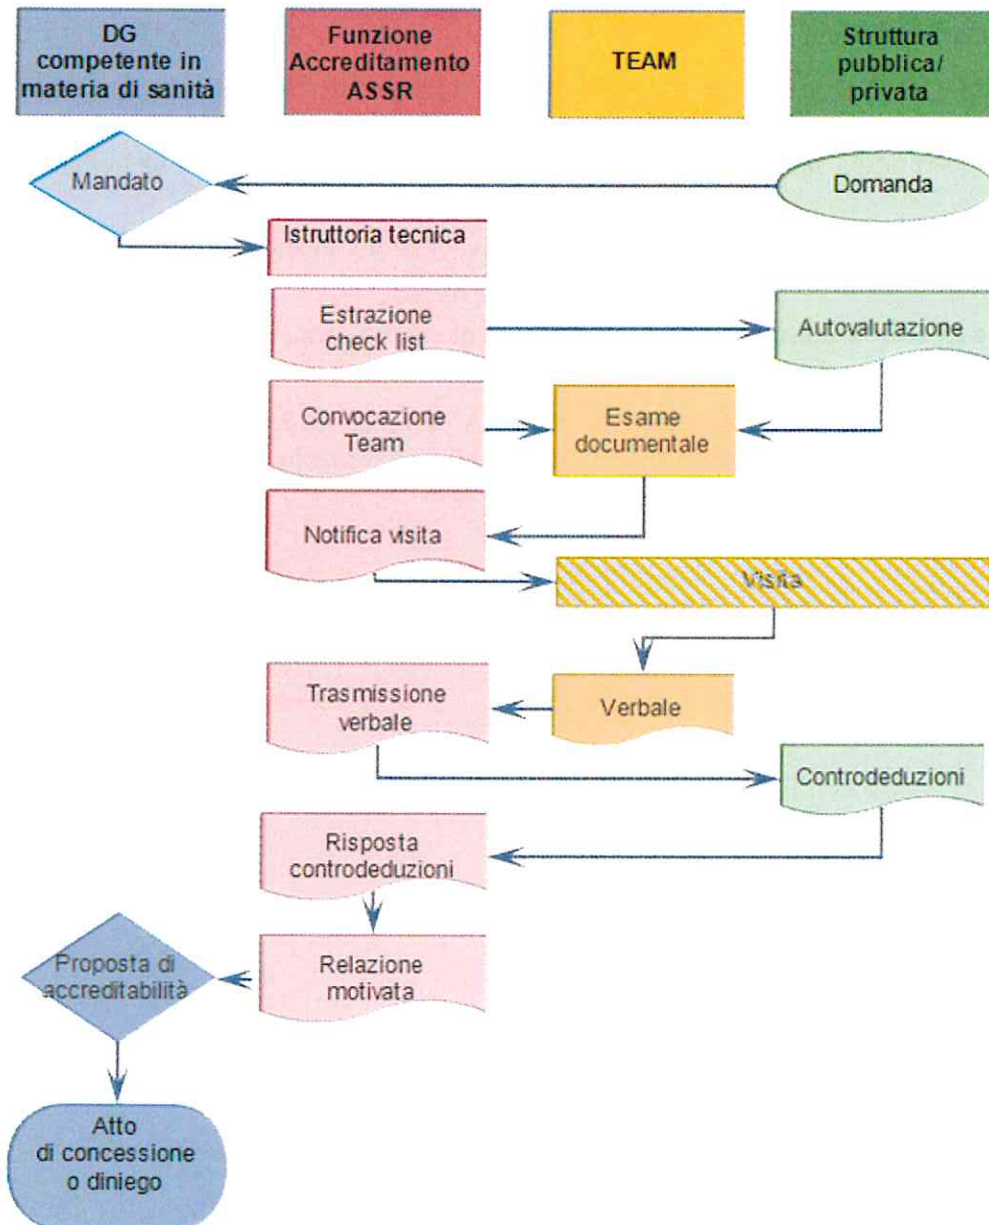 DG
competente in
materia di sanità
Funzione
Accreditamento
ASSR
TEAM
Struttura
pubblica/
privata
Mandato
Domanda
Istruttoria tecnica
Estrazione
check list
Autovalutazione
Convocazione
Team
Esame
documentale
Notifica visita
Visita
Trasmissione
verbale
Verbale
Controdeduzioni
Risposta
controdeduzioni
Proposta di
accreditabilità
Relazione
motivata
Atto
di concessione
o diniego